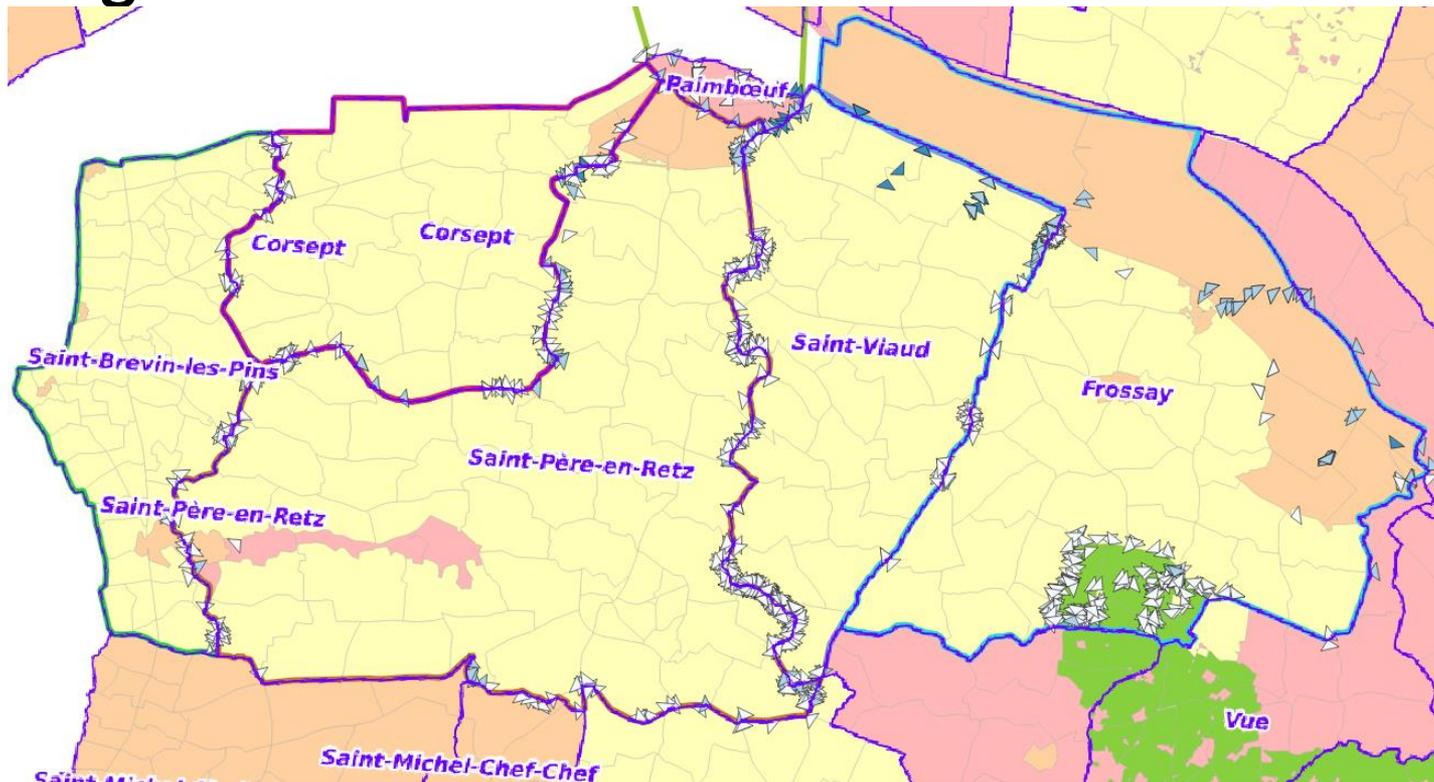 Paimbœuf
Corsept
Corsept
Saint-Viaud
Saint-Brevin-les-Pins
Frossay
Saint-Père-en-Retz
Saint-Père-en-Retz
Vue
Saint-Michel-Chef-Chef